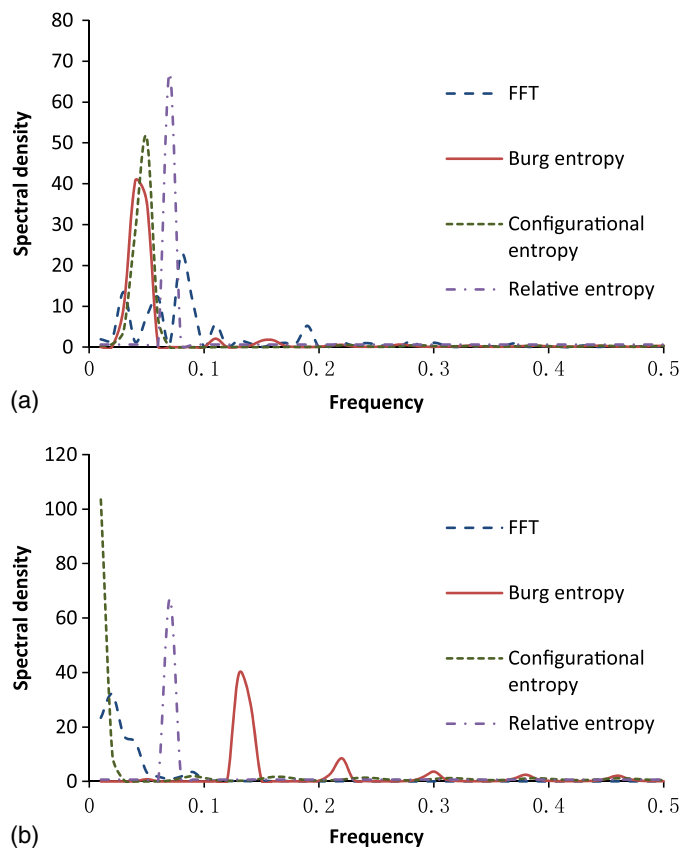 80
70
60
50
40
30
20
10
0
Spectral density
FFT
Burg entropy
Configurational
entropy
Relative entropy
0 0.1 0.2 0.3 0.4 0.5
(a)
Frequency
120
100
80
60
40
20
0
Spectral density
FFT
Burg entropy
Configurational
entropy
Relative entropy
0 0.1 0.2 0.3 0.4 0.5
(b)
Frequency